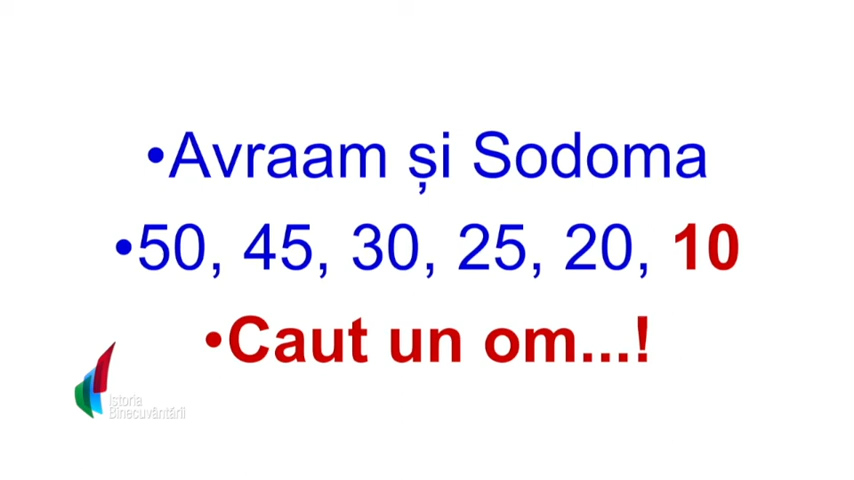 •Avraam și Sodoma
•50, 45, 30, 25, 20, 10
•Caut un om...!
Istoria
Binecuvântării